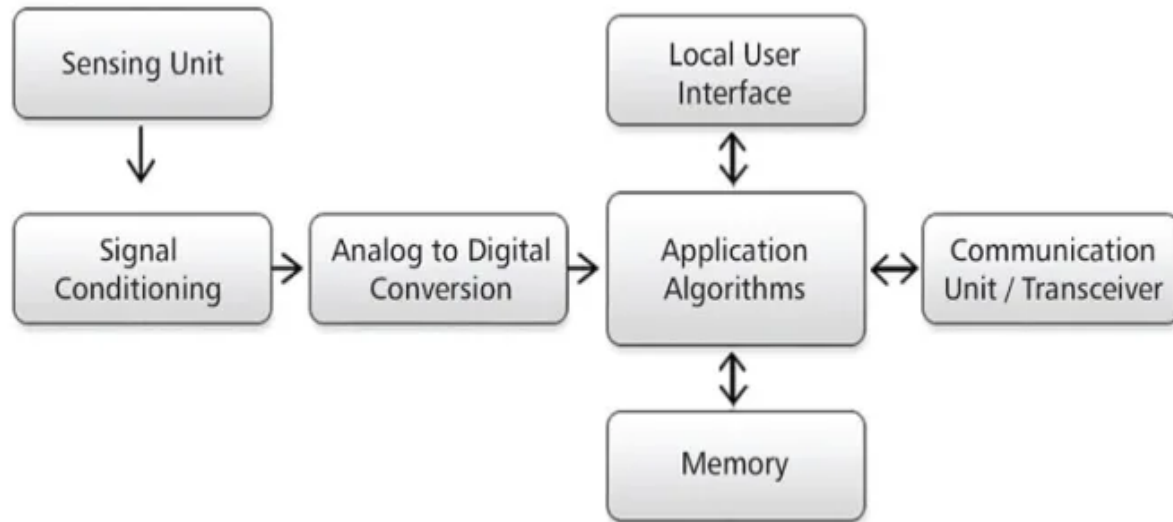 Sensing Unit
Local User
Interface
Signal
Conditioning
Analog to Digital
Conversion
Application
Algorithms
Communication
Unit / Transceiver
Memory